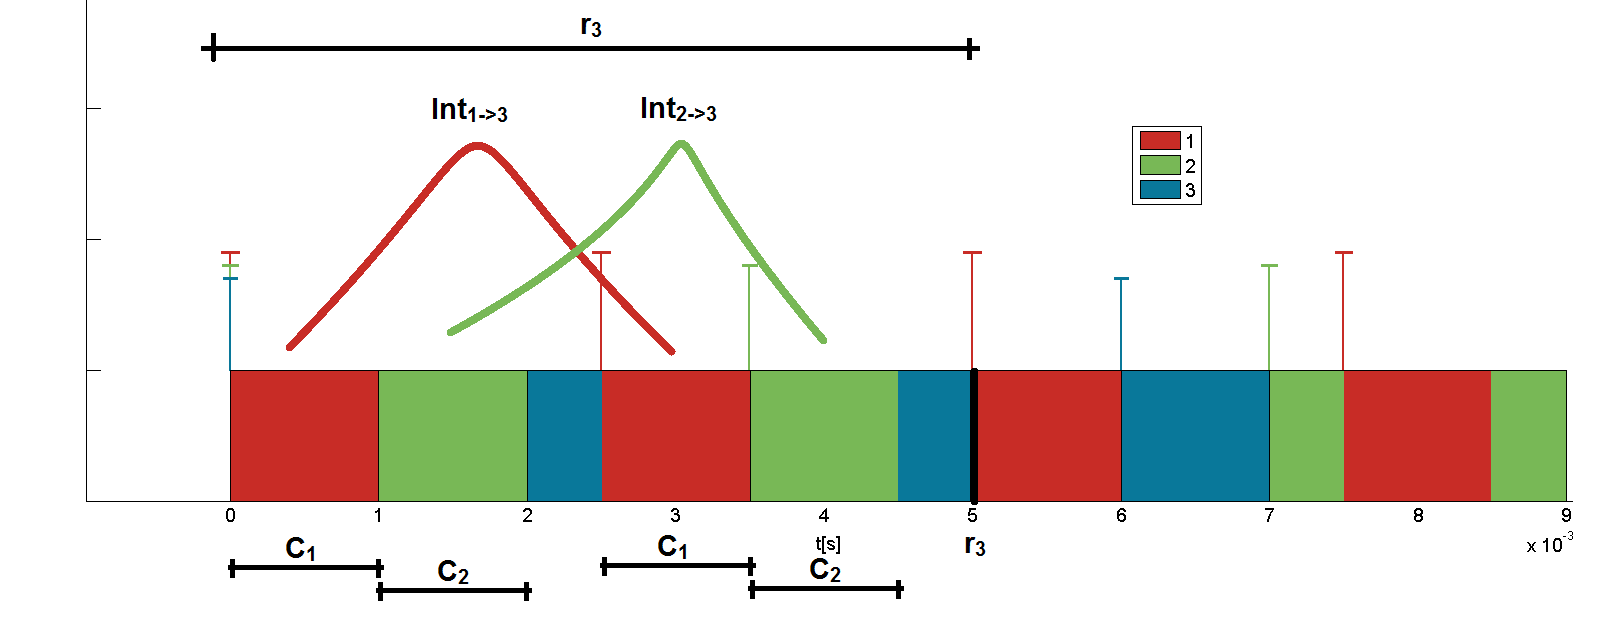 r3
Int1->3
Int2->3
1
2
3
0 1 2 3 4 5 6 7 8 9
t[s]
x 10-3
C1
C2
C1
C2
r3